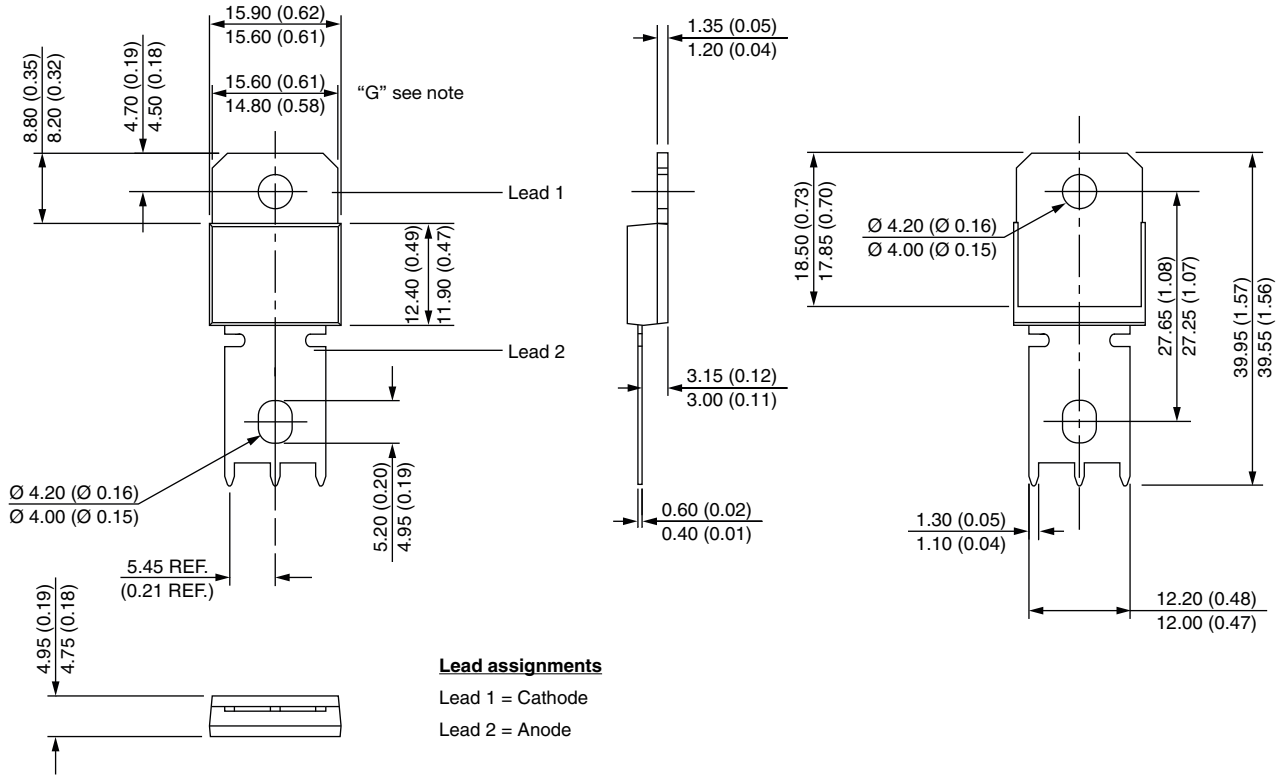 15.90 (0.62)
15.60 (0.61)
15.60 (0.61)
14.80 (0.58)
"G" see note
8.80 (0.35)
8.20 (0.32)
4.70 (0.19)
4.50 (0.18)
Lead 1
12.40 (0.49)
11.90 (0.47)
Lead 2
Ø 4.20 (Ø 0.16)
Ø 4.00 (Ø 0.15)
5.20 (0.20)
4.95 (0.19)
5.45 REF.
(0.21 REF.)
4.95 (0.19)
4.75 (0.18)
1.35 (0.05)
1.20 (0.04)
3.15 (0.12)
3.00 (0.11)
0.60 (0.02)
0.40 (0.01)
18.50 (0.73)
17.85 (0.70)
Ø 4.20 (Ø 0.16)
Ø 4.00 (Ø 0.15)
27.65 (1.08)
27.25 (1.07)
39.95 (1.57)
39.55 (1.56)
1.30 (0.05)
1.10 (0.04)
12.20 (0.48)
12.00 (0.47)
Lead assignments
Lead 1 = Cathode
Lead 2 = Anode